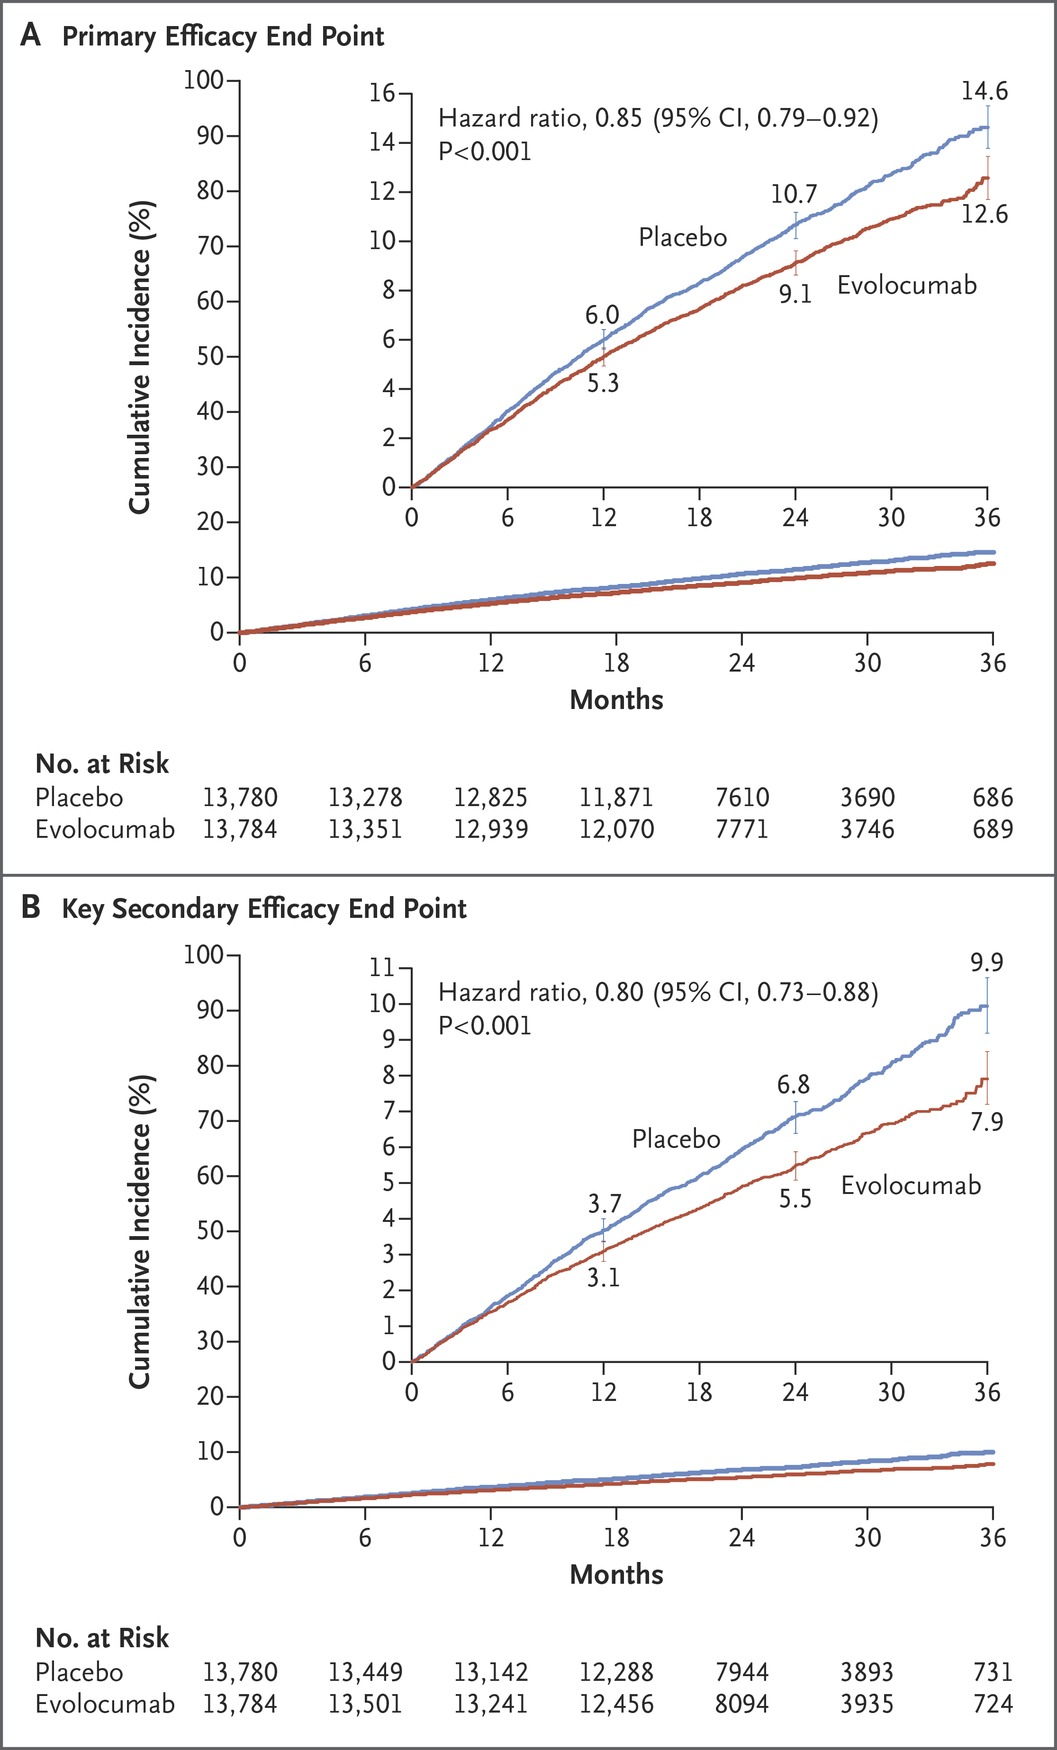 A Primary Efficacy End Point
Cumulative Incidence (%)
100
90
80
70
60
50
40
30
20
10
0
0 6 12 18 24 30 36
Months
16
14
12
10
8
6
4
2
0
0 6 12 18 24 30 36
Hazard ratio, 0.85 (95% CI, 0.79–0.92)
P<0.001
Placebo
Evolocumab
6.0
5.3
10.7
9.1
14.6
12.6
No. at Risk
Placebo 13,780 13,278 12,825 11,871 7610 3690 686
Evolocumab 13,784 13,351 12,939 12,070 7771 3746 689
B Key Secondary Efficacy End Point
Cumulative Incidence (%)
100
90
80
70
60
50
40
30
20
10
0
0 6 12 18 24 30 36
Months
11
10
9
8
7
6
5
4
3
2
1
0
0 6 12 18 24 30 36
Hazard ratio, 0.80 (95% CI, 0.73–0.88)
P<0.001
Placebo
Evolocumab
3.7
3.1
6.8
5.5
9.9
7.9
No. at Risk
Placebo 13,780 13,449 13,142 12,288 7944 3893 731
Evolocumab 13,784 13,501 13,241 12,456 8094 3935 724